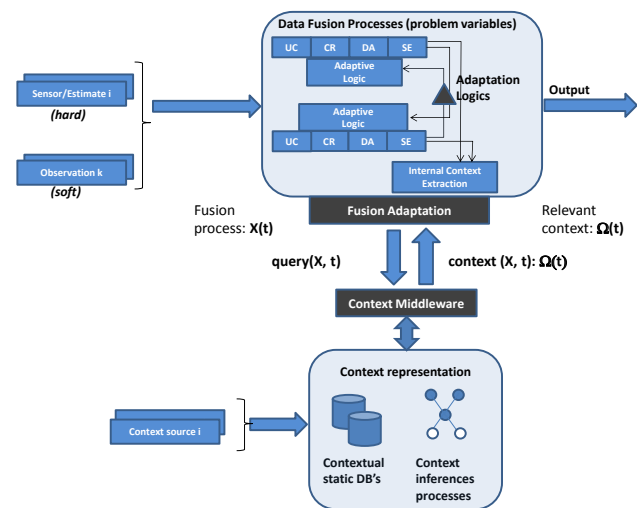 Data Fusion Processes (problem variables)
UC CR DA SE
Adaptive
Logic
Adaptation
Logics
Adaptive
Logic
UC CR DA SE
Internal Context
Extraction
Sensor/Estimate i
(hard)
Observation k
(soft)
Output
Fusion Adaptation
Fusion
process: X(t)
Relevant
context: Ω(t)
query(X, t)
context (X, t): Ω(t)
Context Middleware
Context representation
Context source i
Contextual
static DB's
Context
inferences
processes